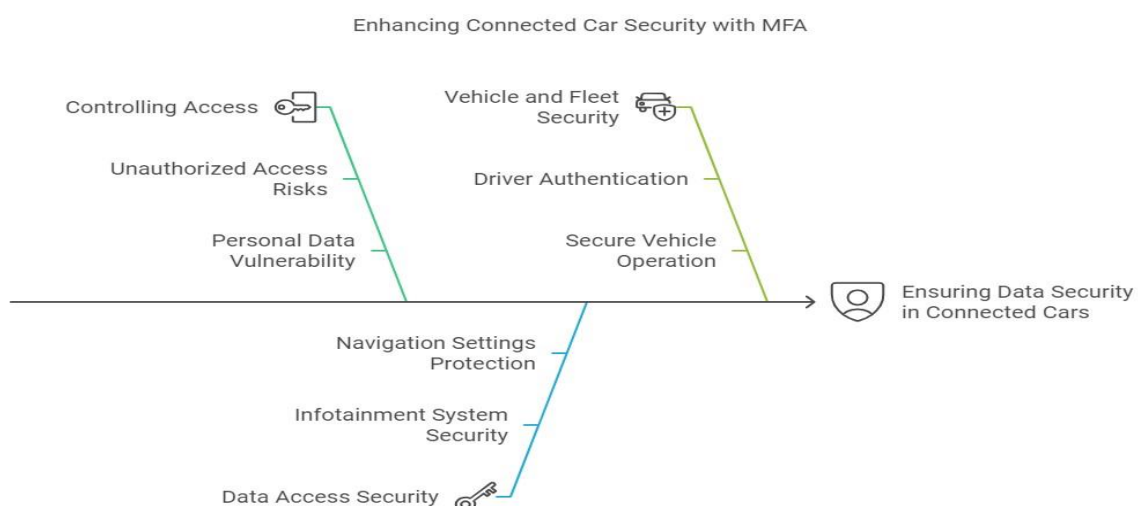 Enhancing Connected Car Security with MFA
Controlling Access
Unauthorized Access
Risks
Personal Data
Vulnerability
Vehicle and Fleet
Security
Driver Authentication
Secure Vehicle
Operation
Ensuring Data Security
in Connected Cars
Navigation Settings
Protection
Infotainment System
Security
Data Access Security